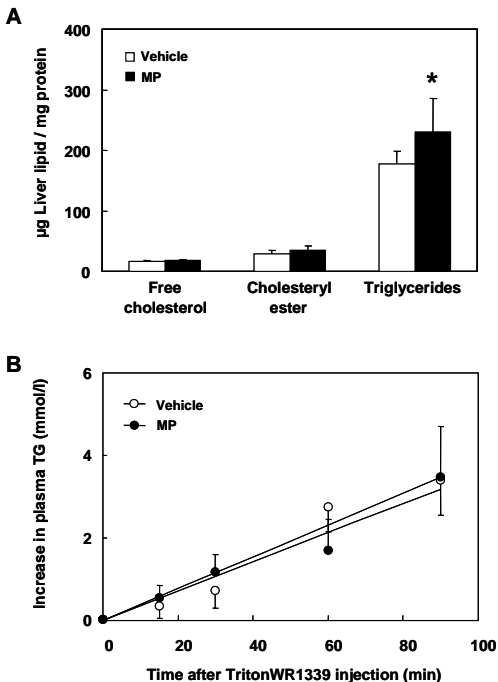 A
400
300
200
100
0
µg Liver lipid / mg protein
Vehicle
MP
*
Free
cholesterol
Cholesteryl
ester
Triglycerides
B
6
4
2
0
Increase in plasma TG (mmol/l)
Vehicle
MP
0 20 40 60 80 100
Time after TritonWR1339 injection (min)